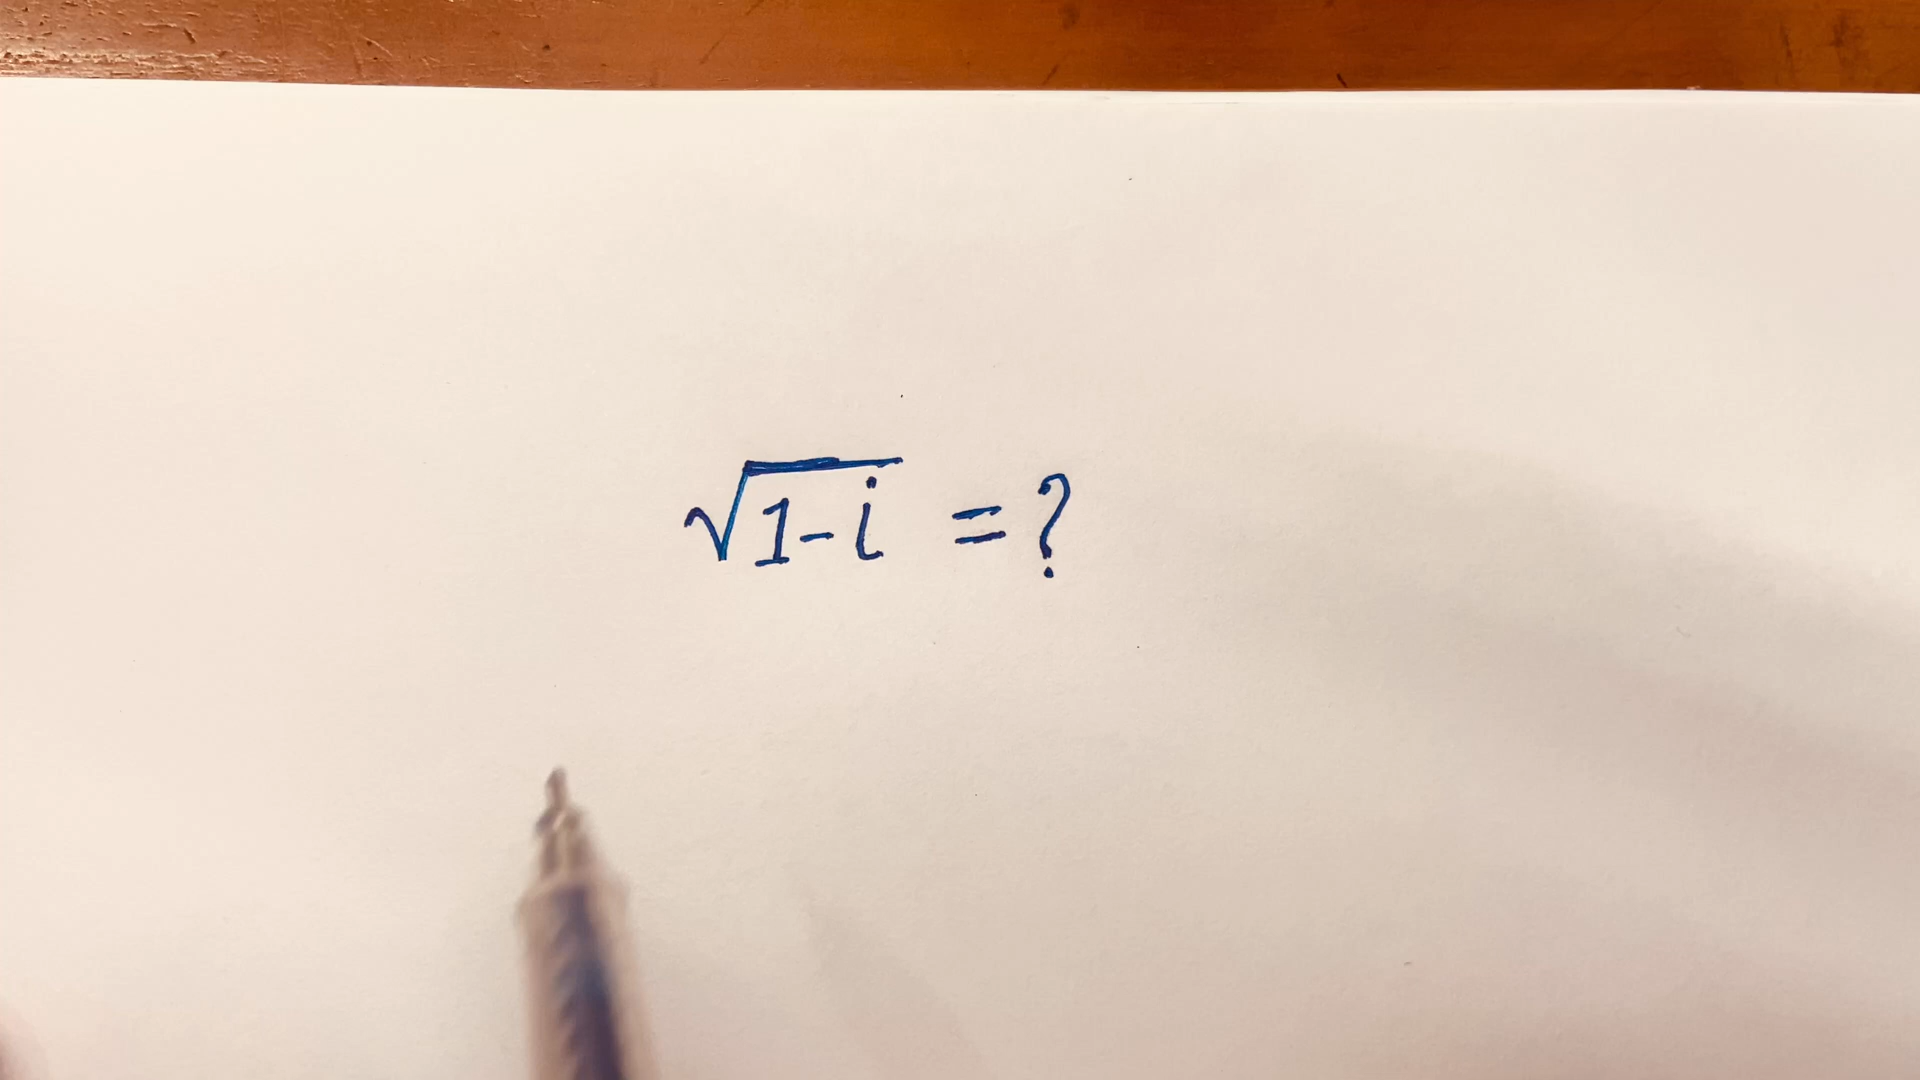 √(1-i) = ?